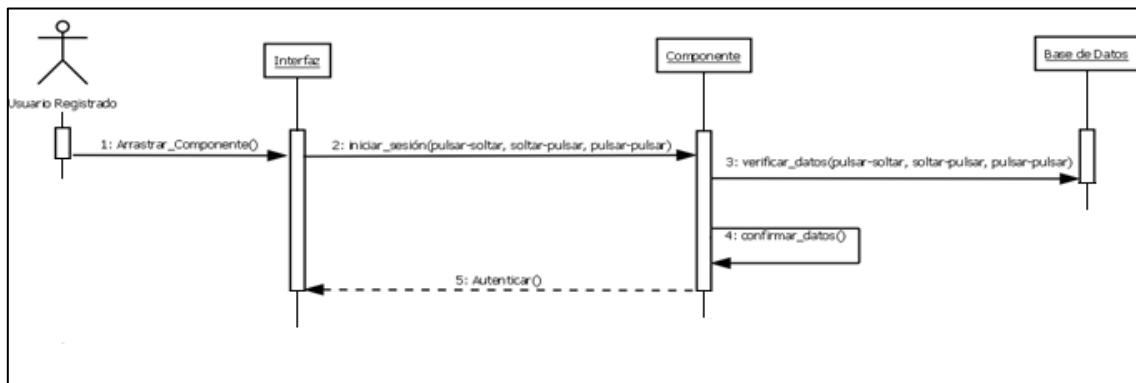 Interfaz
Componente
Base de Datos
Usuario Registrado
1: Arrastrar_Componente()
2: iniciar_sesión(pulsar-soltar, soltar-pulsar, pulsar-pulsar)
3: verificar_datos(pulsar-soltar, soltar-pulsar, pulsar-pulsar)
4: confirmar_datos()
5: Autenticar()